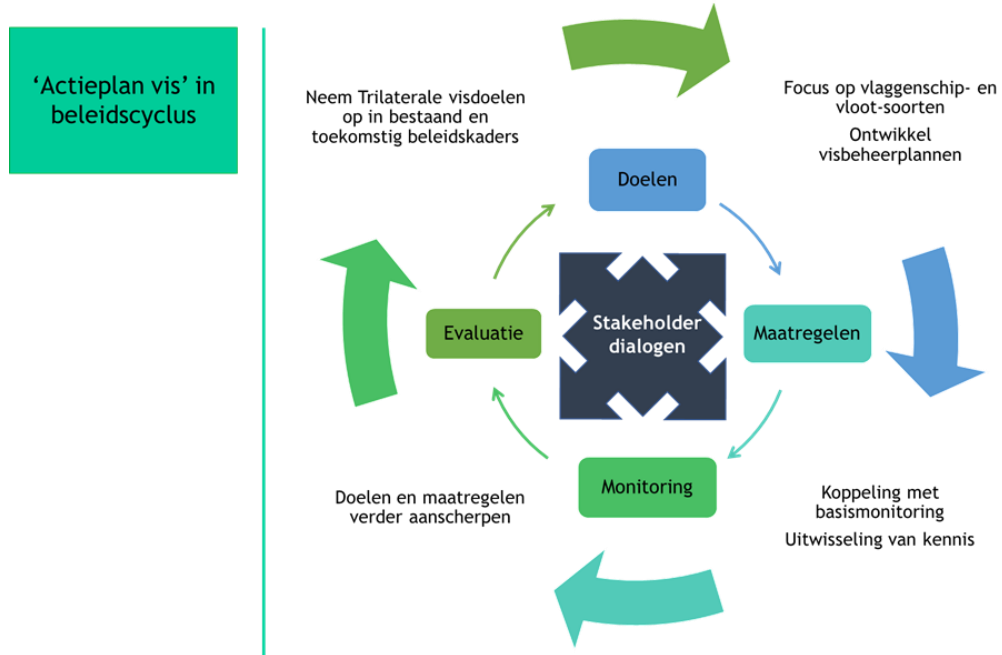 ‘Actieplan vis’ in
beleidscyclus
Neem Trilaterale visdoelen
op in bestaand en
toekomstig beleidskaders
Focus op vlaggenschip- en
vloot-soorten
Ontwikkel
visbeheerplannen
Doelen
Evaluatie
Stakeholder
dialogen
Maatregelen
Monitoring
Doelen en maatregelen
verder aanscherpen
Koppeling met
basismonitoring
Uitwisseling van kennis